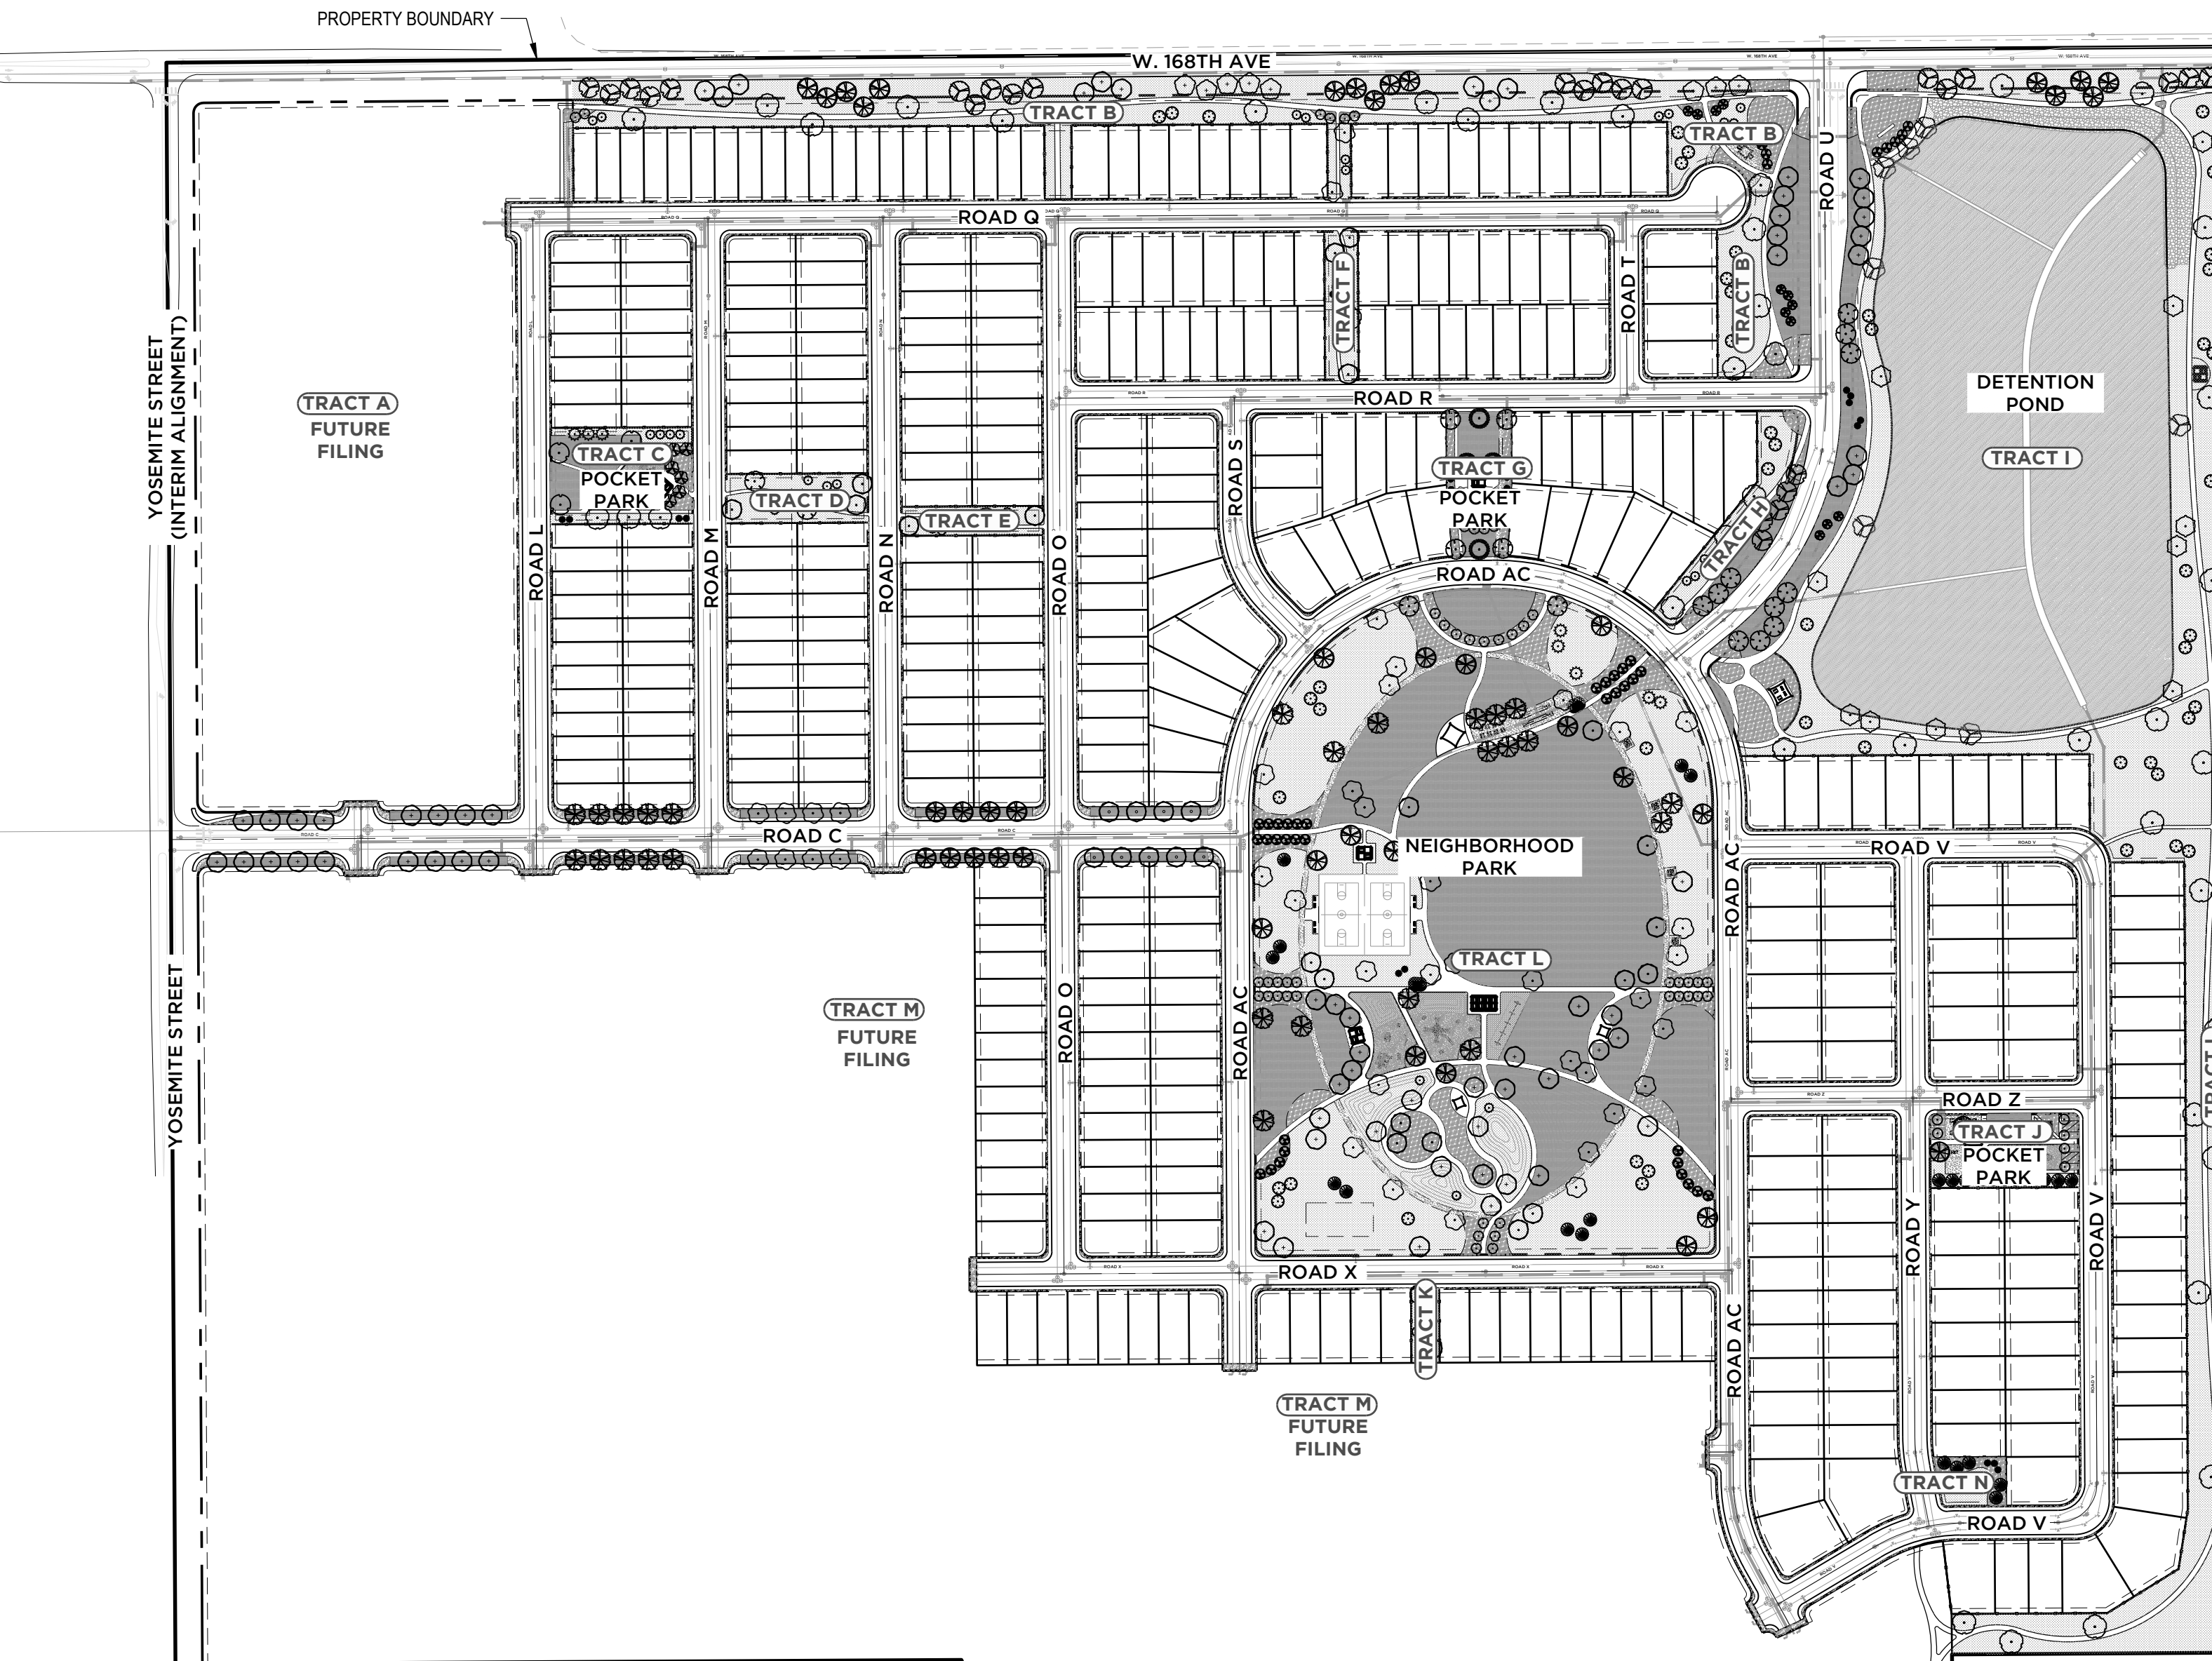 PROPERTY BOUNDARY
W. 168TH AVE
TRACT B
TRACT B
ROAD U
ROAD Q
TRACT F
ROAD T
TRACT B
YOSEMITE STREET
(INTERIM ALIGNMENT)
TRACT A
FUTURE
FILING
DETENTION
POND
TRACT I
ROAD R
TRACT C
POCKET
PARK
TRACT D
TRACT E
ROAD S
TRACT G
POCKET
PARK
TRACT H
ROAD L
ROAD M
ROAD N
ROAD O
ROAD AC
ROAD C
NEIGHBORHOOD
PARK
ROAD AC
ROAD V
TRACT L
YOSEMITE STREET
TRACT M
FUTURE
FILING
ROAD O
ROAD AC
ROAD Z
TRACT J
POCKET
PARK
ROAD Y
ROAD V
ROAD X
TRACT K
ROAD AC
TRACT M
FUTURE
FILING
TRACT N
ROAD V